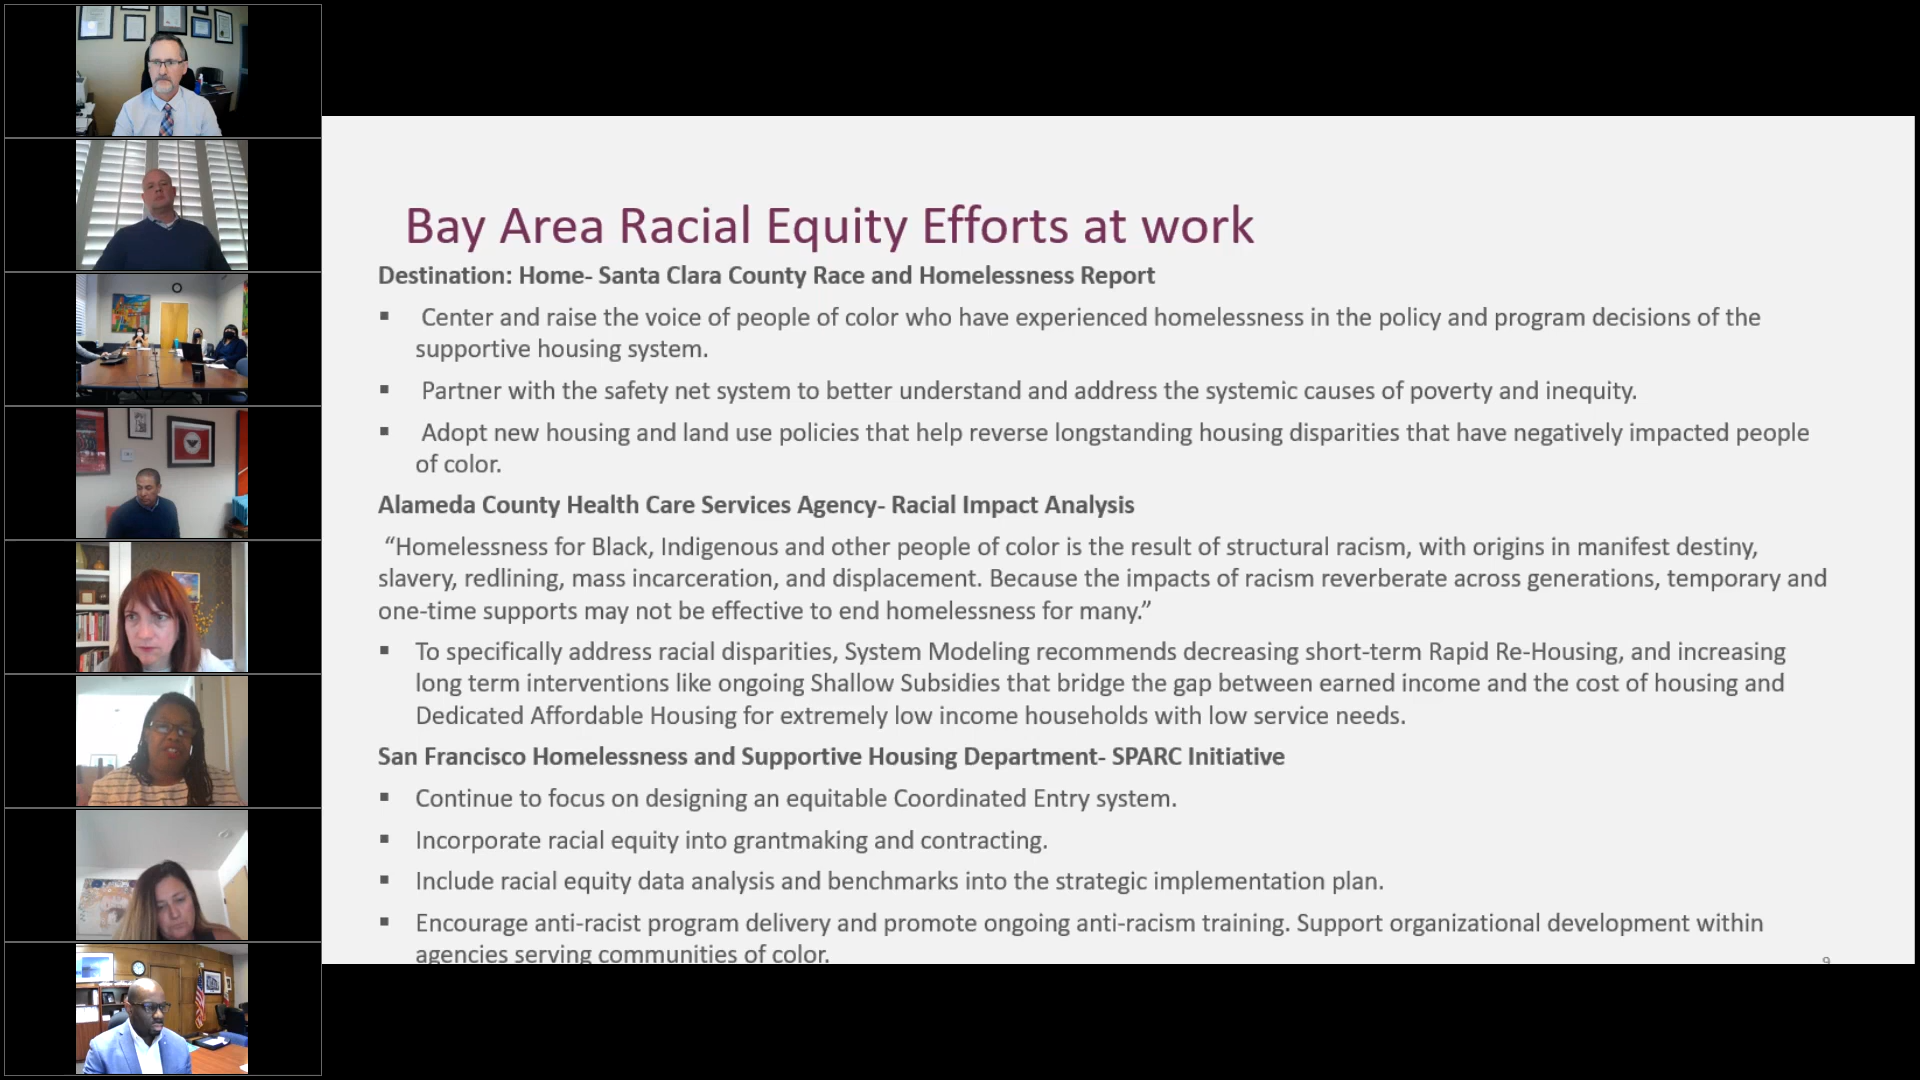 Bay Area Racial Equity Efforts at work
Destination: Home- Santa Clara County Race and Homelessness Report
▪ Center and raise the voice of people of color who have experienced homelessness in the policy and program decisions of the
supportive housing system.
▪ Partner with the safety net system to better understand and address the systemic causes of poverty and inequity.
▪ Adopt new housing and land use policies that help reverse longstanding housing disparities that have negatively impacted people
of color.
Alameda County Health Care Services Agency- Racial Impact Analysis
“Homelessness for Black, Indigenous and other people of color is the result of structural racism, with origins in manifest destiny,
slavery, redlining, mass incarceration, and displacement. Because the impacts of racism reverberate across generations, temporary and
one-time supports may not be effective to end homelessness for many.”
▪ To specifically address racial disparities, System Modeling recommends decreasing short-term Rapid Re-Housing, and increasing
long term interventions like ongoing Shallow Subsidies that bridge the gap between earned income and the cost of housing and
Dedicated Affordable Housing for extremely low income households with low service needs.
San Francisco Homelessness and Supportive Housing Department- SPARC Initiative
▪ Continue to focus on designing an equitable Coordinated Entry system.
▪ Incorporate racial equity into grantmaking and contracting.
▪ Include racial equity data analysis and benchmarks into the strategic implementation plan.
▪ Encourage anti-racist program delivery and promote ongoing anti-racism training. Support organizational development within
agencies serving communities of color.
9